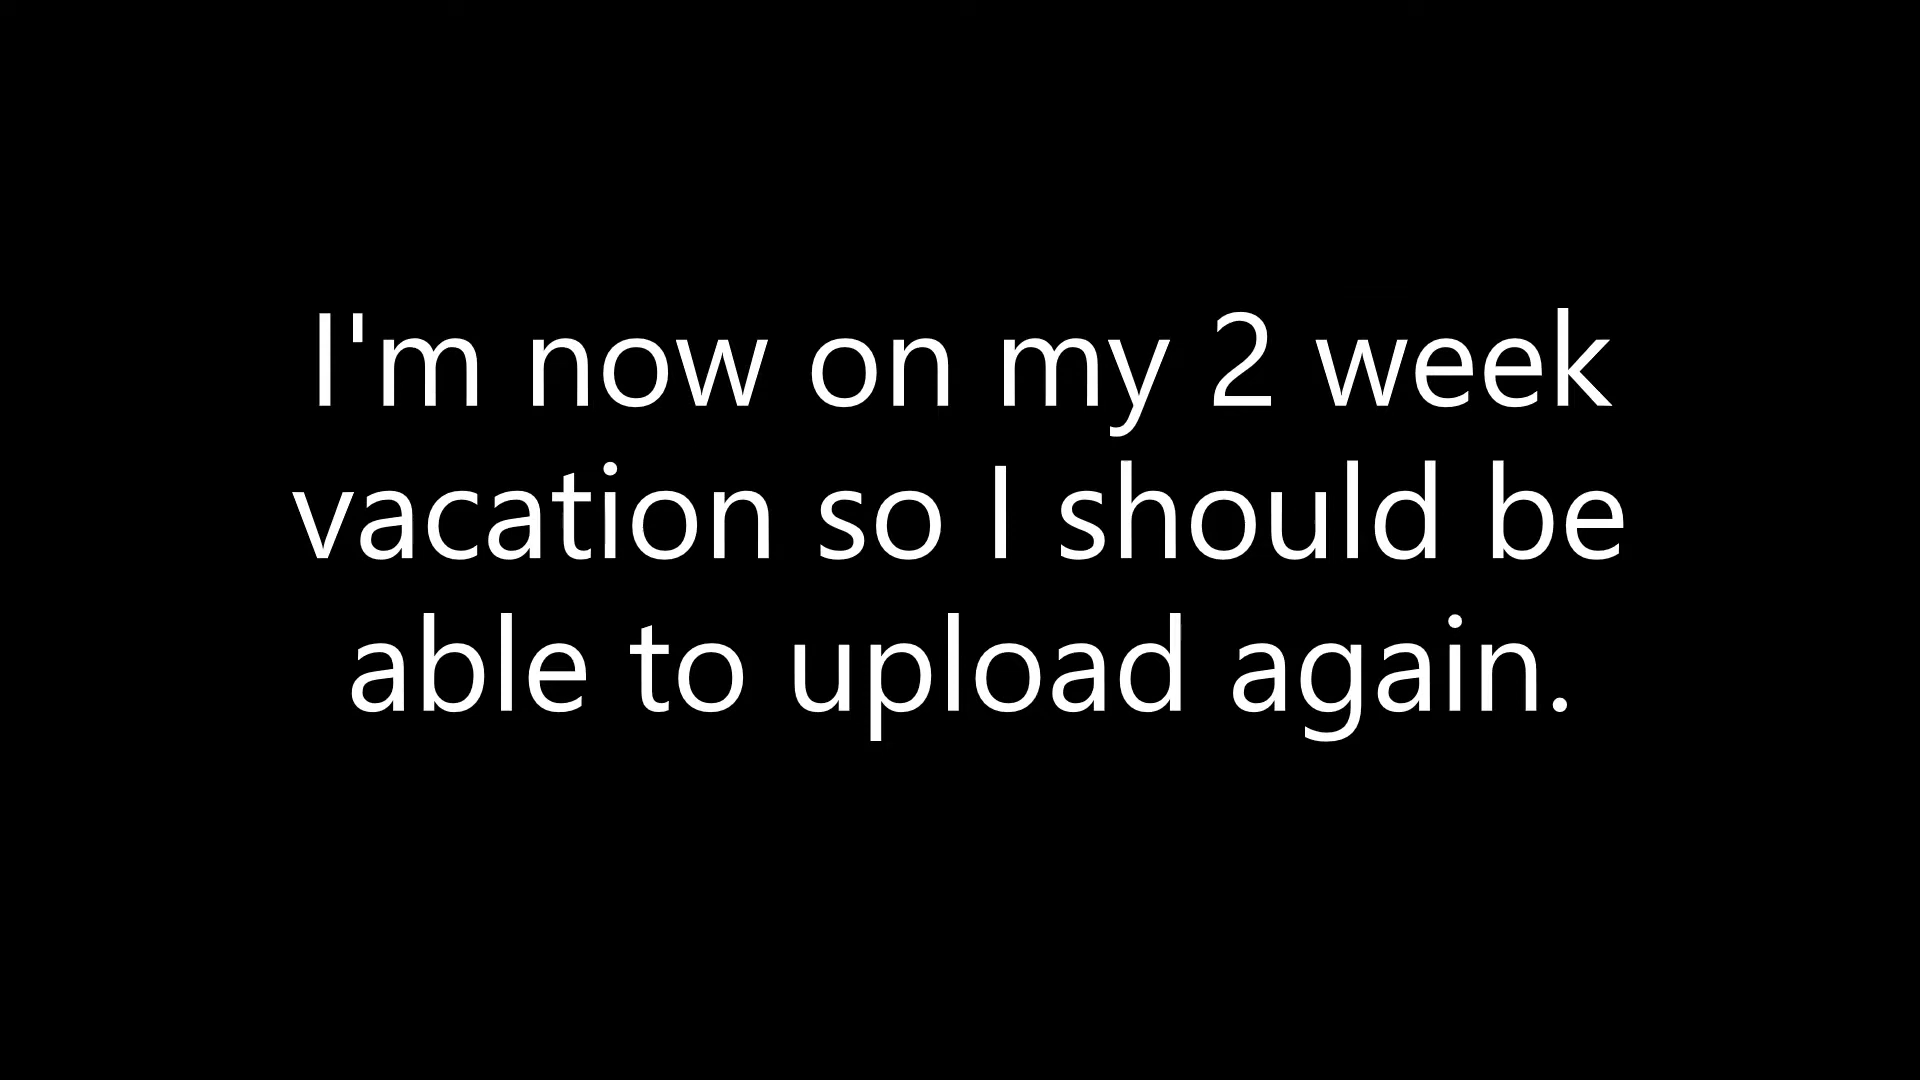 I'm now on my 2 week
vacation so I should be
able to upload again.